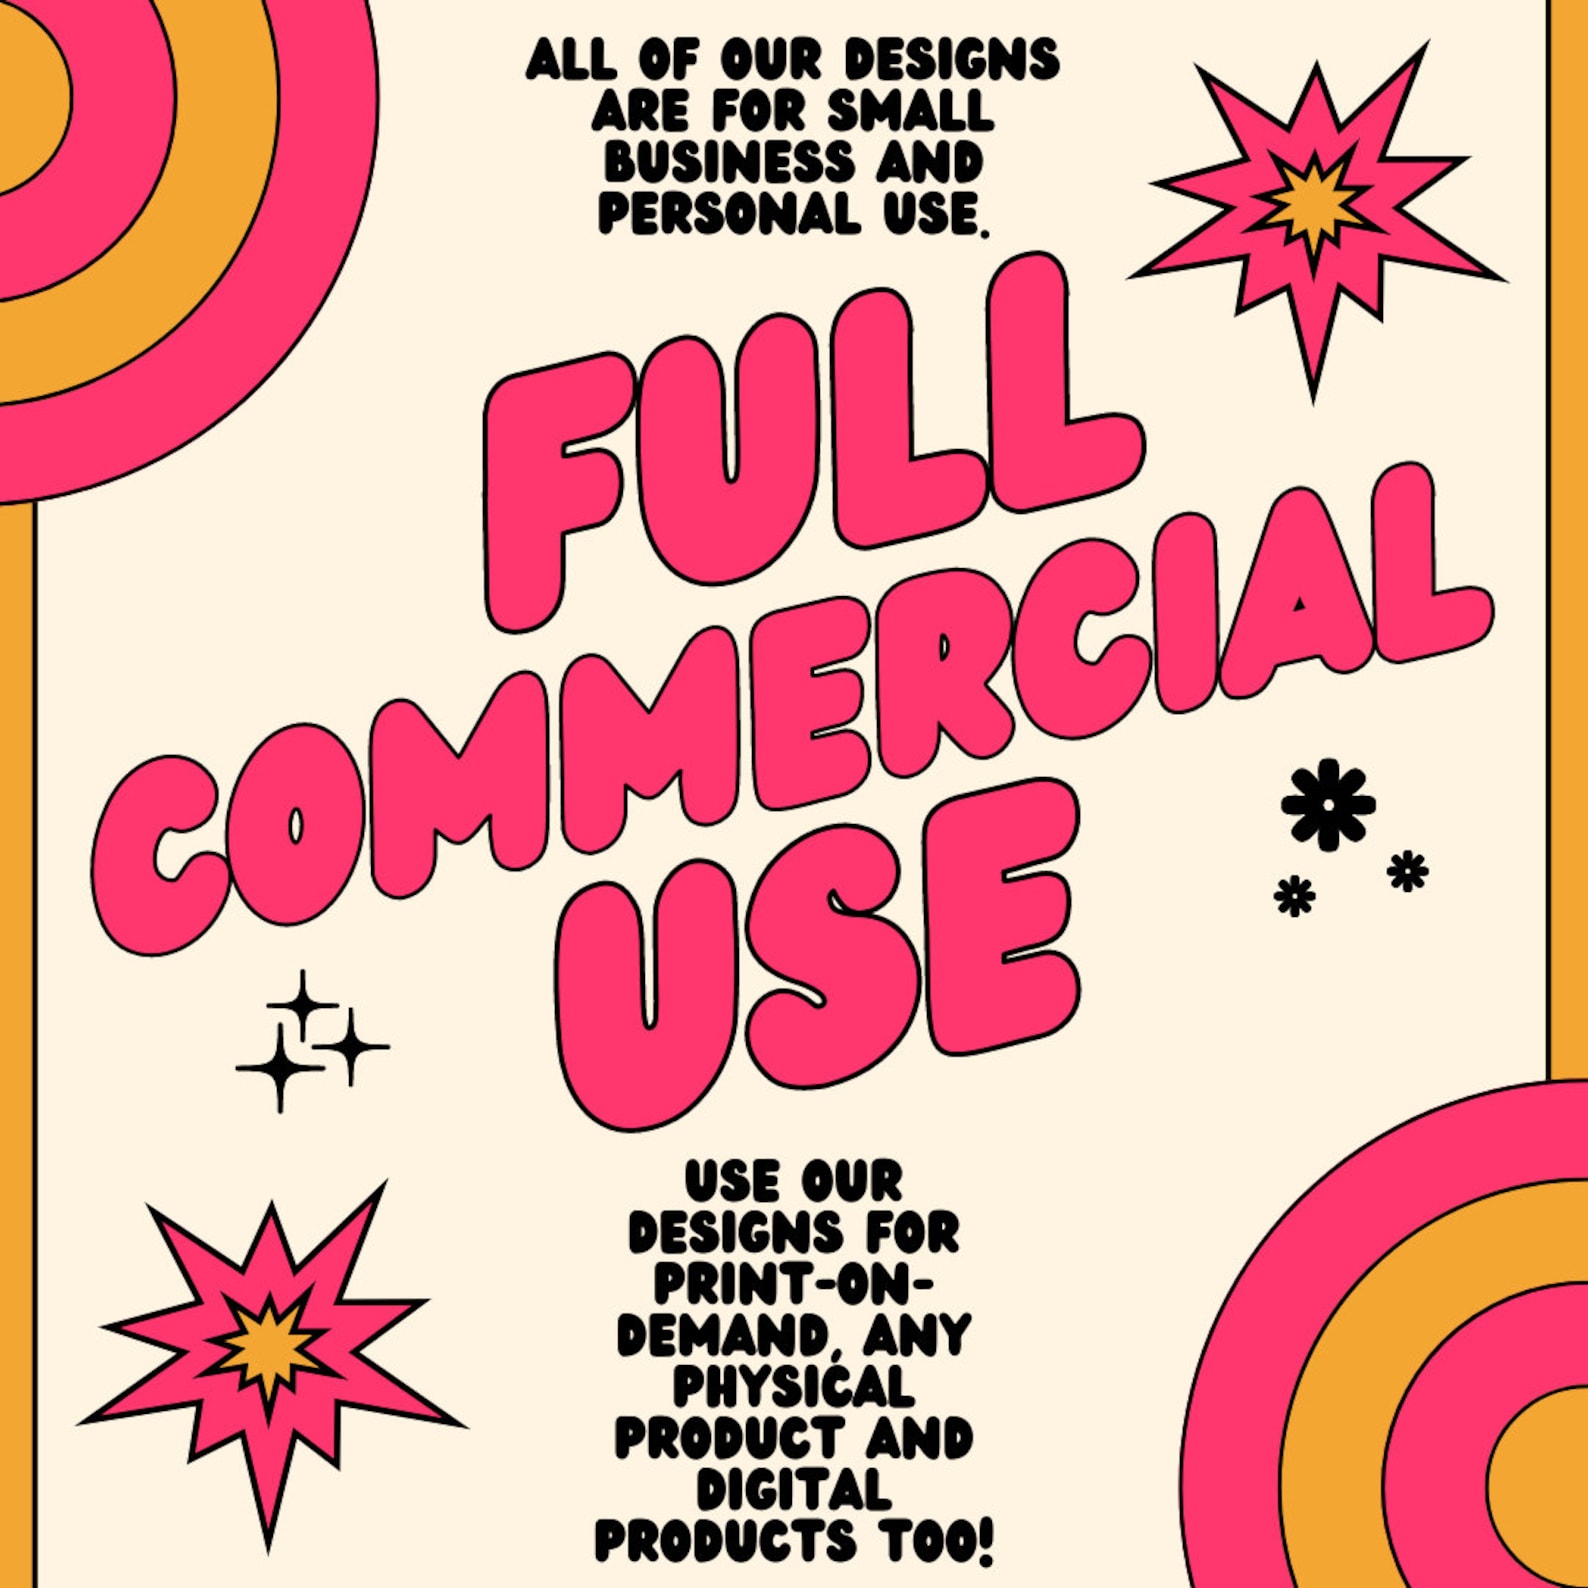 ALL OF OUR DESIGNS
ARE FOR SMALL
BUSINESS AND
PERSONAL USE.
FULL
COMMERCIAL
USE
USE OUR
DESIGNS FOR
PRINT-ON-
DEMAND, ANY
PHYSICAL
PRODUCT AND
DIGITAL
PRODUCTS TOO!